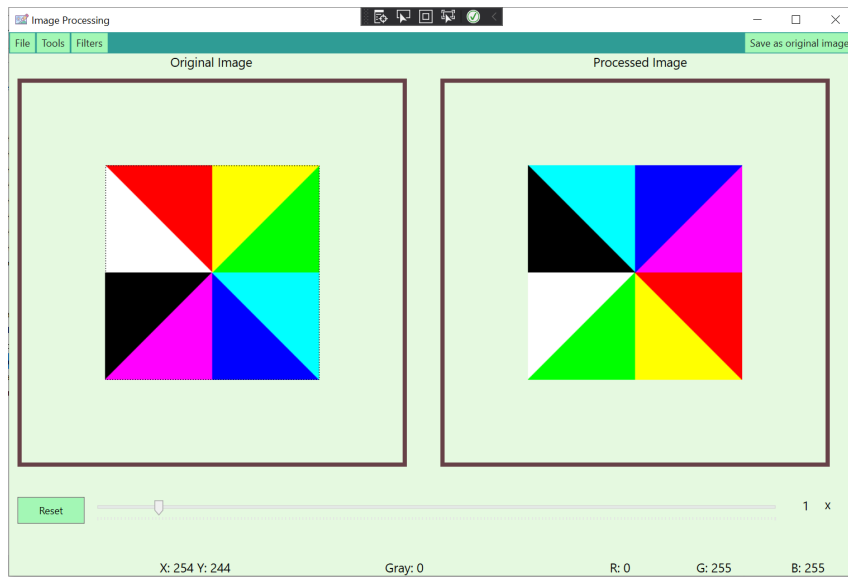 Image Processing
File Tools Filters Save as original image
Original Image Processed Image
Reset 1 x
X: 254 Y: 244 Gray: 0 R: 0 G: 255 B: 255